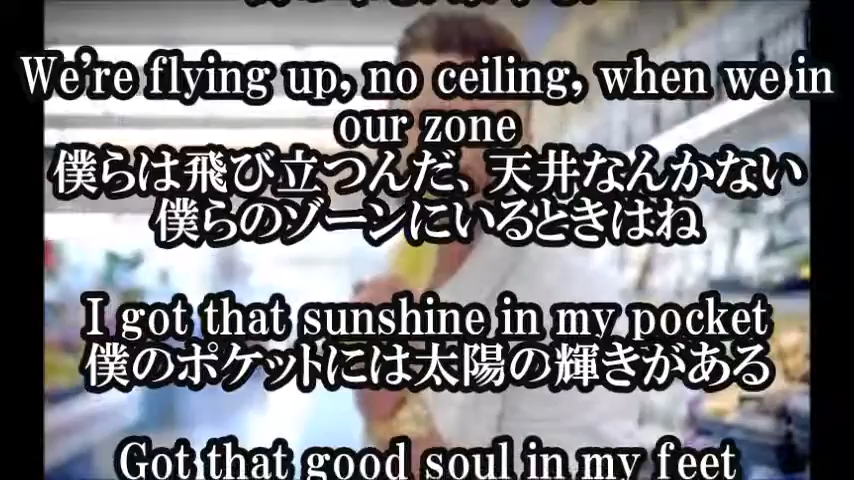 We're flying up, no ceiling, when we in
our zone
僕らは飛び立つんだ、天井なんかない
僕らのゾーンにいるときはね
I got that sunshine in my pocket
僕のポケットには太陽の輝きがある
Got that good soul in my feet